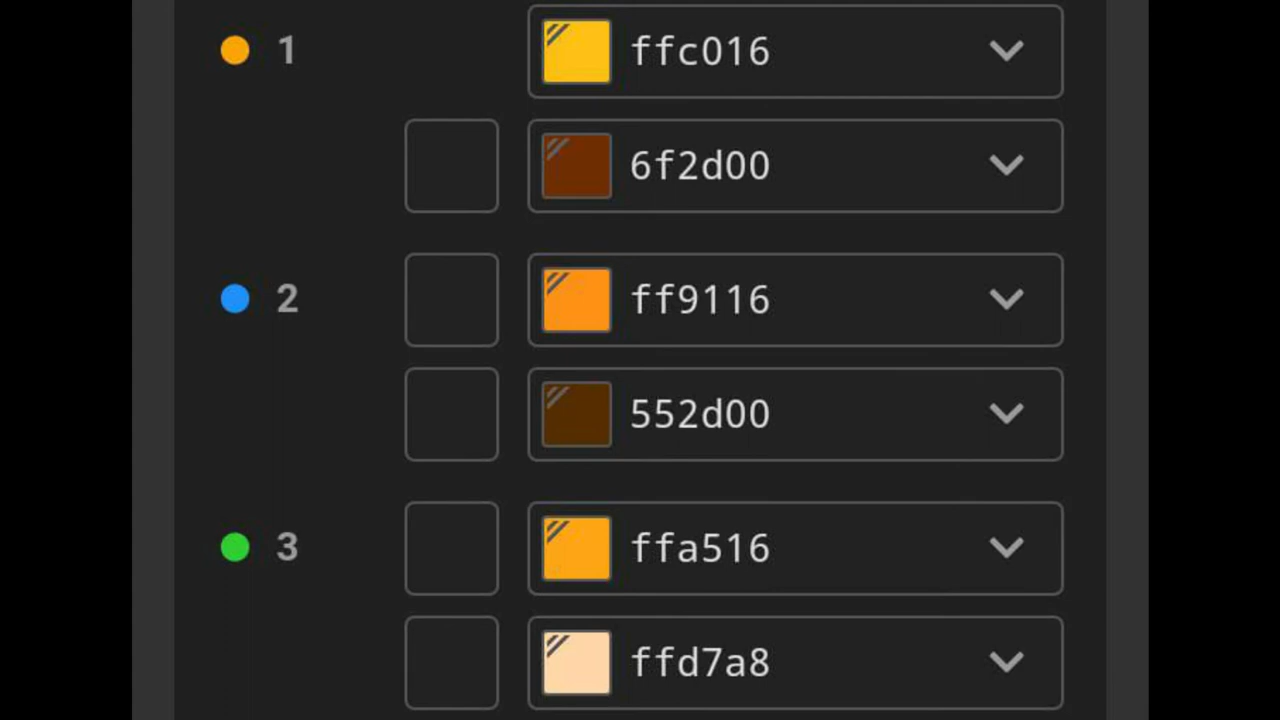 1 ffc016
6f2d00
2 ff9116
552d00
3 ffa516
ffd7a8